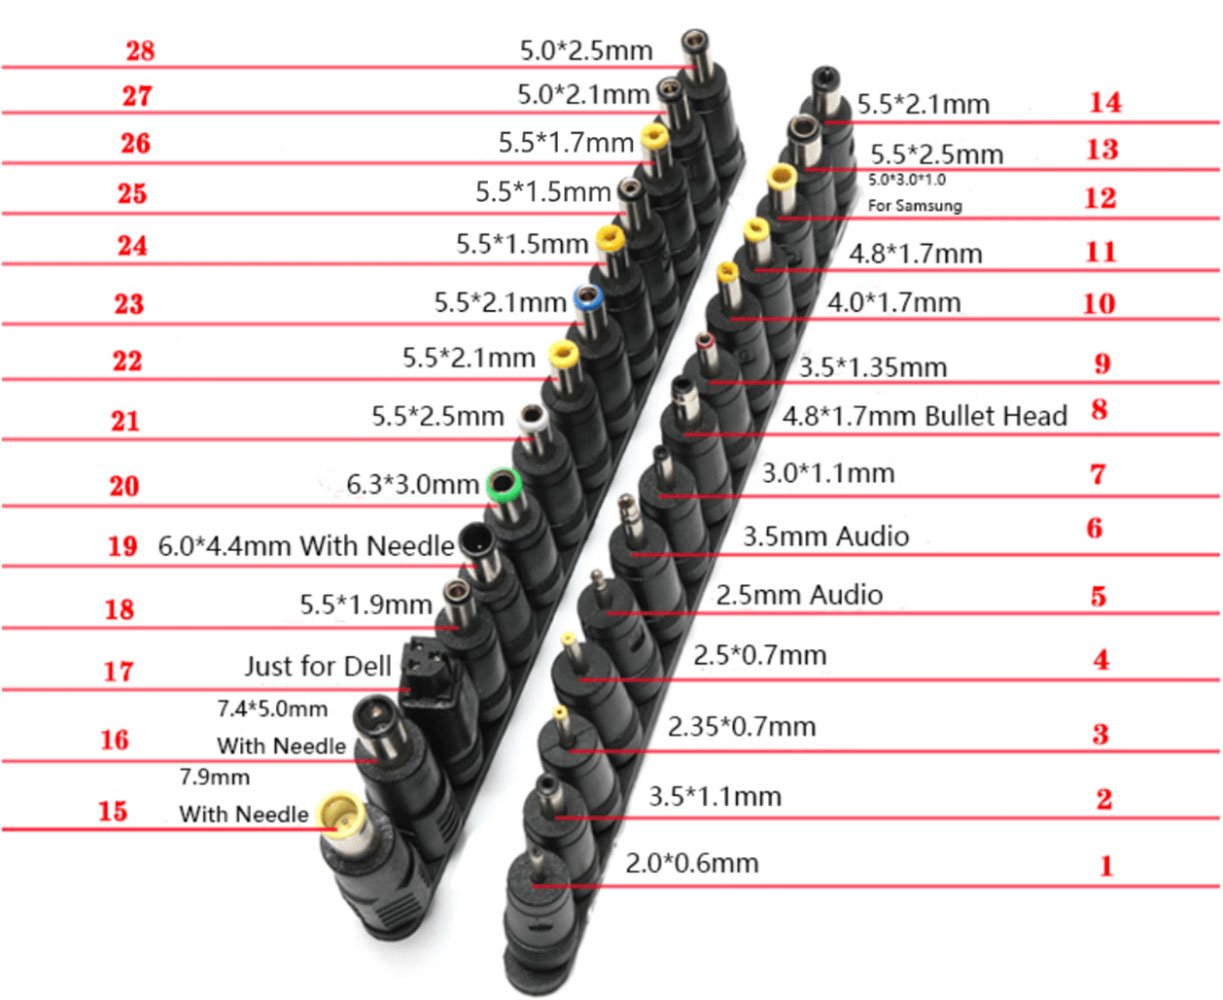 28 5.0*2.5mm
27 5.0*2.1mm
26 5.5*1.7mm
25 5.5*1.5mm
24 5.5*1.5mm
23 5.5*2.1mm
22 5.5*2.1mm
21 5.5*2.5mm
20 6.3*3.0mm
19 6.0*4.4mm With Needle
18 5.5*1.9mm
17 Just for Dell
7.4*5.0mm
16 With Needle
7.9mm
15 With Needle
5.5*2.1mm 14
5.5*2.5mm 13
5.0*3.0*1.0
For Samsung 12
4.8*1.7mm 11
4.0*1.7mm 10
3.5*1.35mm 9
4.8*1.7mm Bullet Head 8
3.0*1.1mm 7
3.5mm Audio 6
2.5mm Audio 5
2.5*0.7mm 4
2.35*0.7mm 3
3.5*1.1mm 2
2.0*0.6mm 1